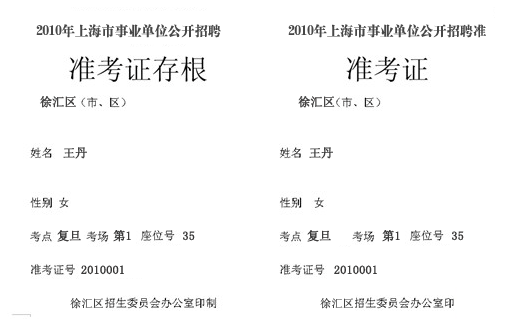 2010年上海市事业单位公开招聘
准考证存根
徐汇区（市、区）
姓名 王丹
性别 女
考点 复旦 考场 第1 座位号 35
准考证号 2010001
徐汇区招生委员会办公室印制
2010年上海市事业单位公开招聘准
准考证
徐汇区（市、区）
姓名 王丹
性别 女
考点 复旦 考场 第1 座位号 35
准考证号 2010001
徐汇区招生委员会办公室印